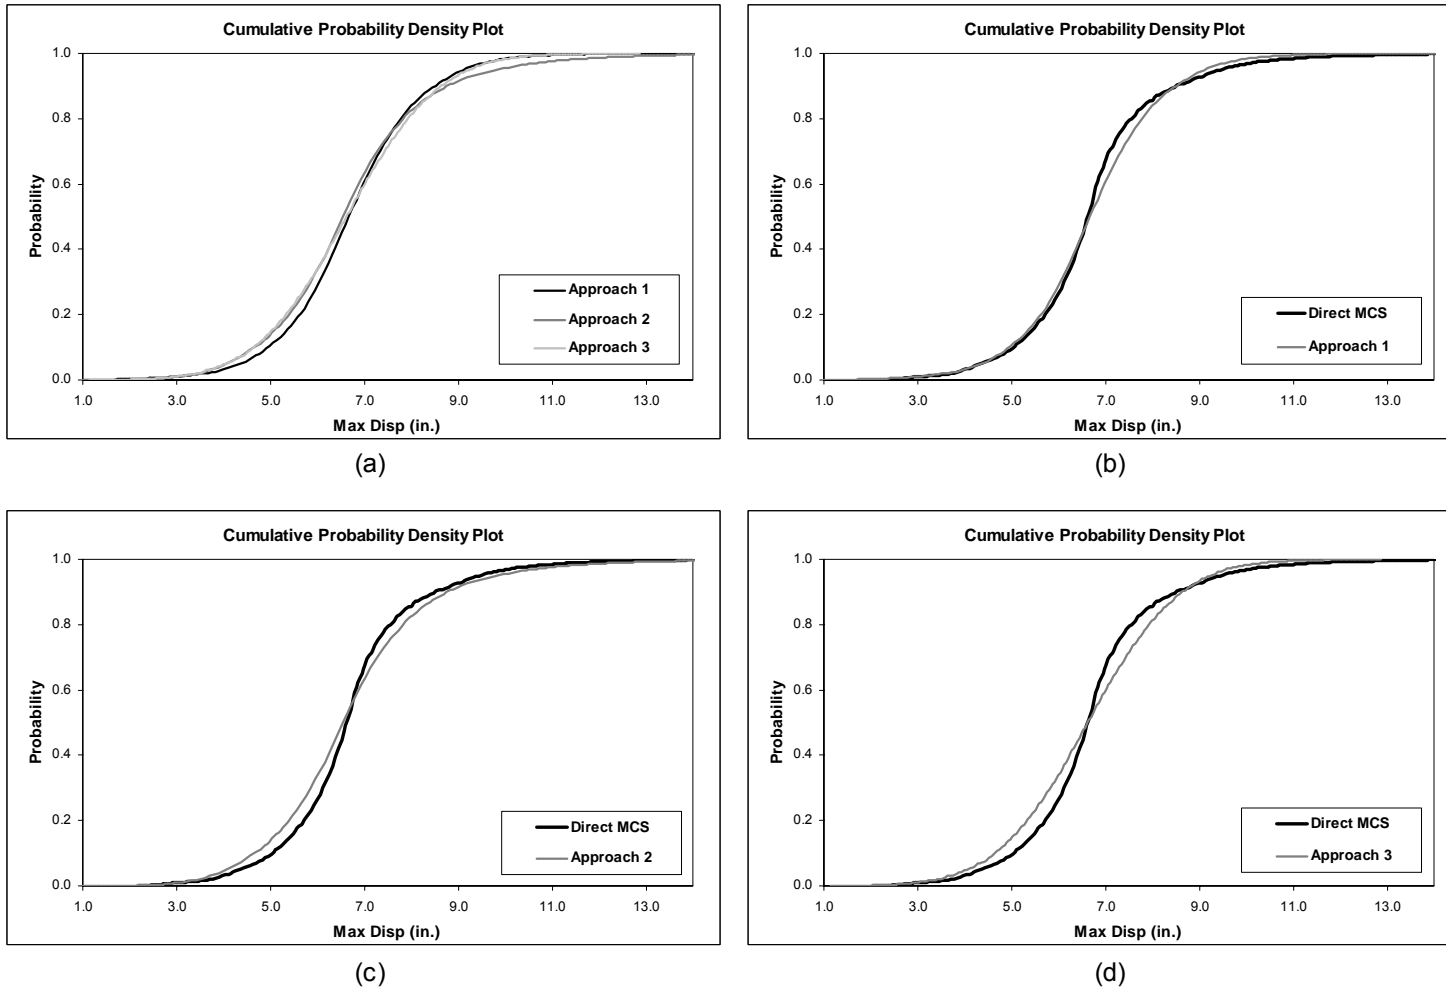 Cumulative Probability Density Plot
1.0
0.8
0.6
0.4
0.2
0.0
Probability
Approach 1
Approach 2
Approach 3
1.0 3.0 5.0 7.0 9.0 11.0 13.0
Max Disp (in.)
(a)
Cumulative Probability Density Plot
1.0
0.8
0.6
0.4
0.2
0.0
Probability
Direct MCS
Approach 1
1.0 3.0 5.0 7.0 9.0 11.0 13.0
Max Disp (in.)
(b)
Cumulative Probability Density Plot
1.0
0.8
0.6
0.4
0.2
0.0
Probability
Direct MCS
Approach 2
1.0 3.0 5.0 7.0 9.0 11.0 13.0
Max Disp (in.)
(c)
Cumulative Probability Density Plot
1.0
0.8
0.6
0.4
0.2
0.0
Probability
Direct MCS
Approach 3
1.0 3.0 5.0 7.0 9.0 11.0 13.0
Max Disp (in.)
(d)